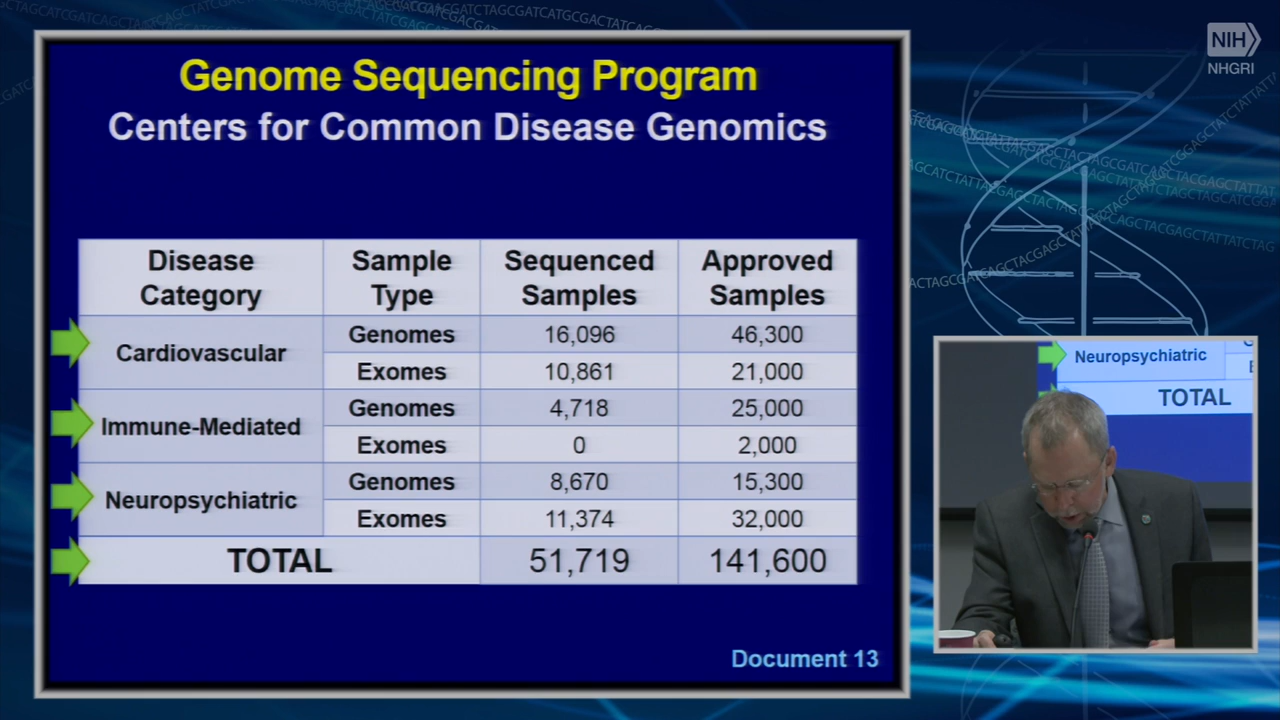 NIH
NHGRI
Genome Sequencing Program
Centers for Common Disease Genomics
Disease Category
Sample Type
Sequenced Samples
Approved Samples
Cardiovascular
Genomes 16,096 46,300
Exomes 10,861 21,000
Immune-Mediated
Genomes 4,718 25,000
Exomes 0 2,000
Neuropsychiatric
Genomes 8,670 15,300
Exomes 11,374 32,000
TOTAL 51,719 141,600
Document 13
Neuropsychiatric
TOTAL